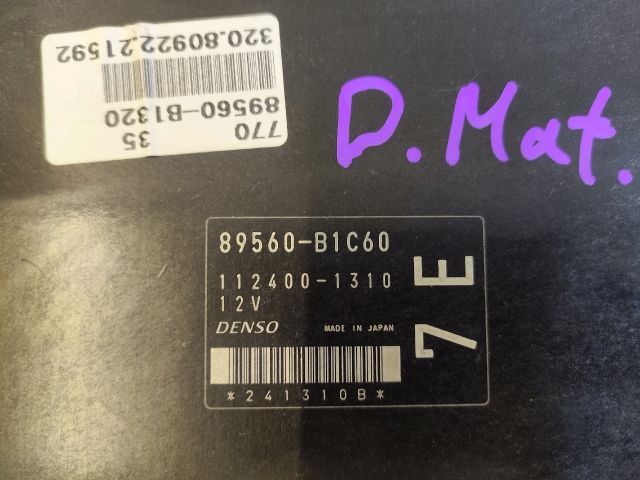 770
35
89560-B1320
320.80922.21592
D. Mat.
89560-B1C60
112400-1310
12V
DENSO MADE IN JAPAN
*241310B*
7E